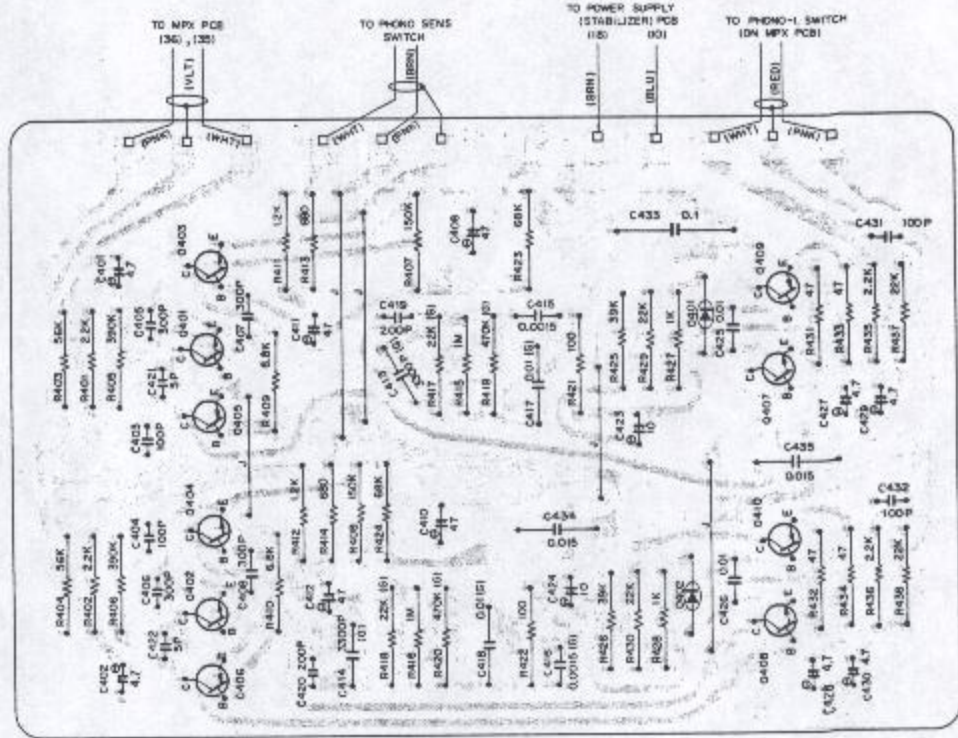 TO MPX PCB
(36), (35)
TO PHONO SENS
SWITCH
TO POWER SUPPLY
(STABILIZER) PCB
(18) (10)
TO PHONO-1, SWITCH
(ON MPX PCB)
(VLT)
(BRN)
(BRN)
(BLU)
(RED)
(PNK)
(WHT)
(WHT)
(PNK)
(WHT)
(PNK)
C401
4.7
Q403
C
E
B
R411 1.2K
R413 680
R407 150K
C409
47
R423 68K
C433 0.1
Q409
C
E
B
C431 100P
R403 56K
R401 2.2K
R405 390K
C405
300P
C421
5P
Q401
C
E
B
C407 300P
R409 6.8K
C411
47
C419
200P
R417 22K (G)
R415 1M
R419 470K (G)
C415
0.0015
C417 0.01 (G)
R421 100
R425 39K
R429 22K
R427 1K
D401
C425 0.01
R431 47
R433 47
R435 2.2K
R437 22K
C403
100P
Q405
C
E
B
C423
10
Q407
C
E
B
C427
4.7
C429
4.7
C435
0.015
C404
100P
Q404
C
E
B
R412 1.2K
R414 680
R408 150K
R424 68K
C410
47
C434
0.015
Q410
C
E
B
C432
100P
R404 56K
R402 2.2K
R406 390K
C406
300P
C422
5P
Q402
C
E
B
C408 300P
R410 6.8K
C412
47
R418 22K (G)
R416 1M
R420 470K (G)
C418 0.01 (G)
R422 100
C424
10
R426 39K
R430 22K
R428 1K
D402
C426 0.01
R432 47
R434 47
R436 2.2K
R438 22K
C402
4.7
Q406
C
E
B
C420 200P
C414 3300P
C416
0.0015 (G)
Q408
C
E
B
C428
4.7
C430
4.7